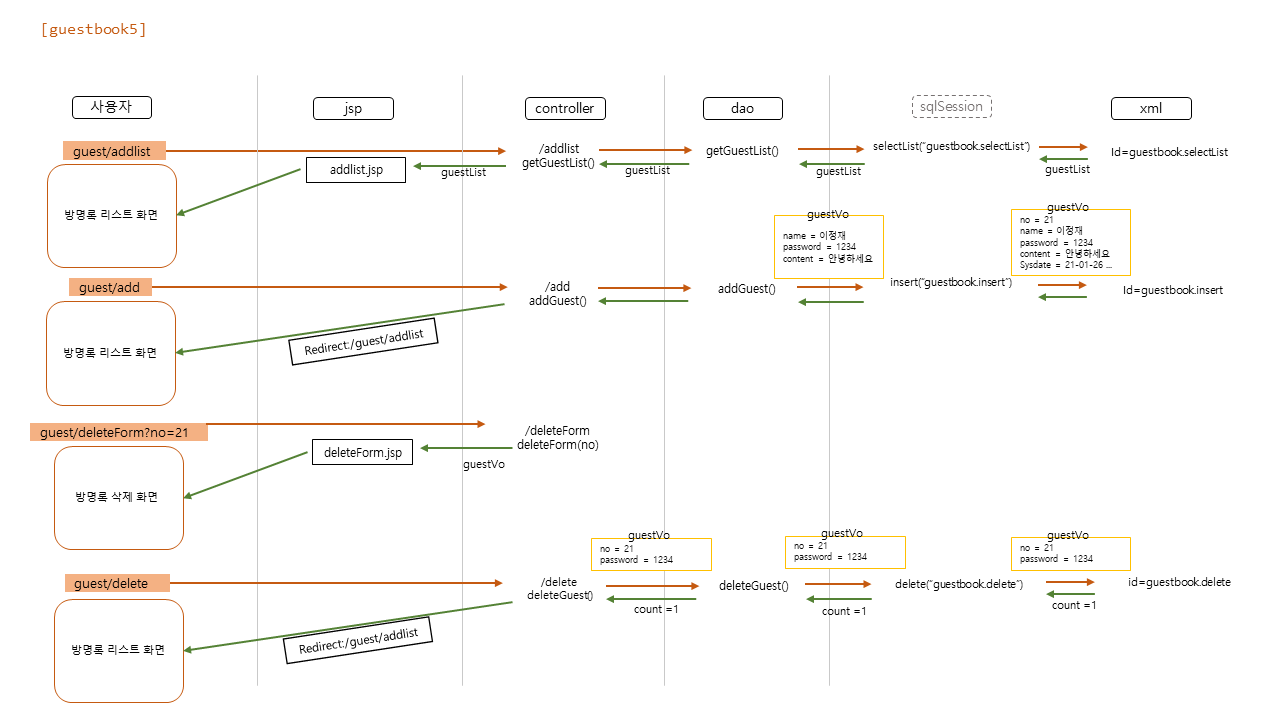 [guestbook5]
사용자
jsp
controller
dao
sqlSession
xml
guest/addlist
addlist.jsp
guestList
/addlist
getGuestList()
guestList
getGuestList()
guestList
selectList("guestbook.selectList")
guestList
Id=guestbook.selectList
방명록 리스트 화면
guestVo
name = 이정재
password = 1234
content = 안녕하세요
guestVo
no = 21
name = 이정재
password = 1234
content = 안녕하세요
Sysdate = 21-01-26 ...
guest/add
/add
addGuest()
addGuest()
insert("guestbook.insert")
Id=guestbook.insert
Redirect:/guest/addlist
방명록 리스트 화면
guest/deleteForm?no=21
/deleteForm
deleteForm(no)
deleteForm.jsp
guestVo
방명록 삭제 화면
guestVo
no = 21
password = 1234
guestVo
no = 21
password = 1234
guestVo
no = 21
password = 1234
guest/delete
/delete
deleteGuest()
count =1
deleteGuest()
count =1
delete("guestbook.delete")
count =1
id=guestbook.delete
Redirect:/guest/addlist
방명록 리스트 화면